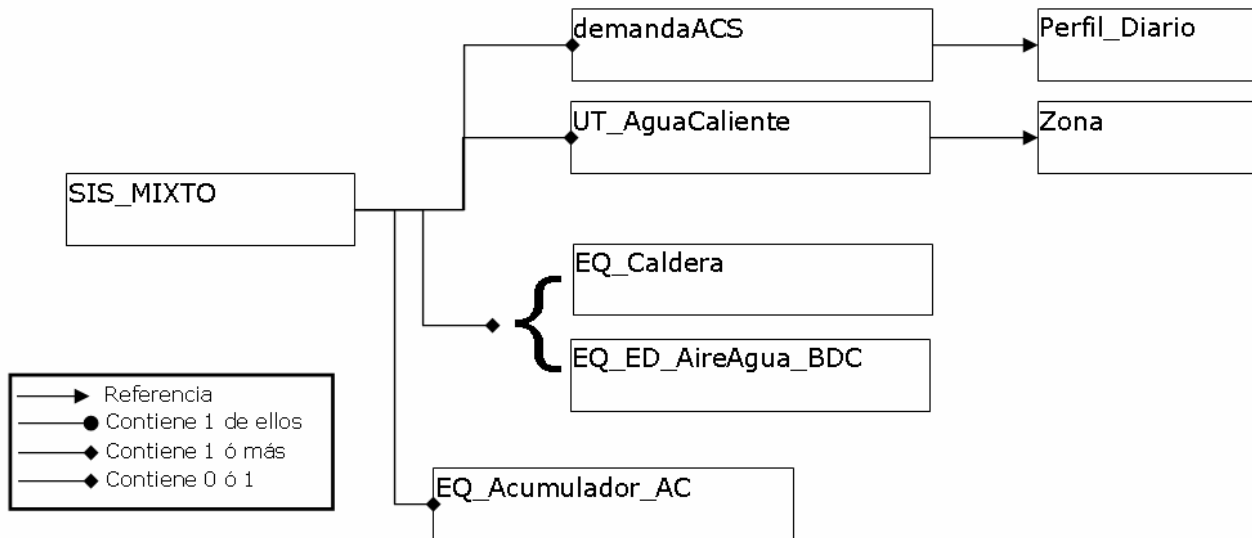 demandaACS
Perfil_Diario
UT_AguaCaliente
Zona
SIS_MIXTO
EQ_Caldera
EQ_ED_AireAgua_BDC
Referencia
Contiene 1 de ellos
Contiene 1 ó más
Contiene 0 ó 1
EQ_Acumulador_AC